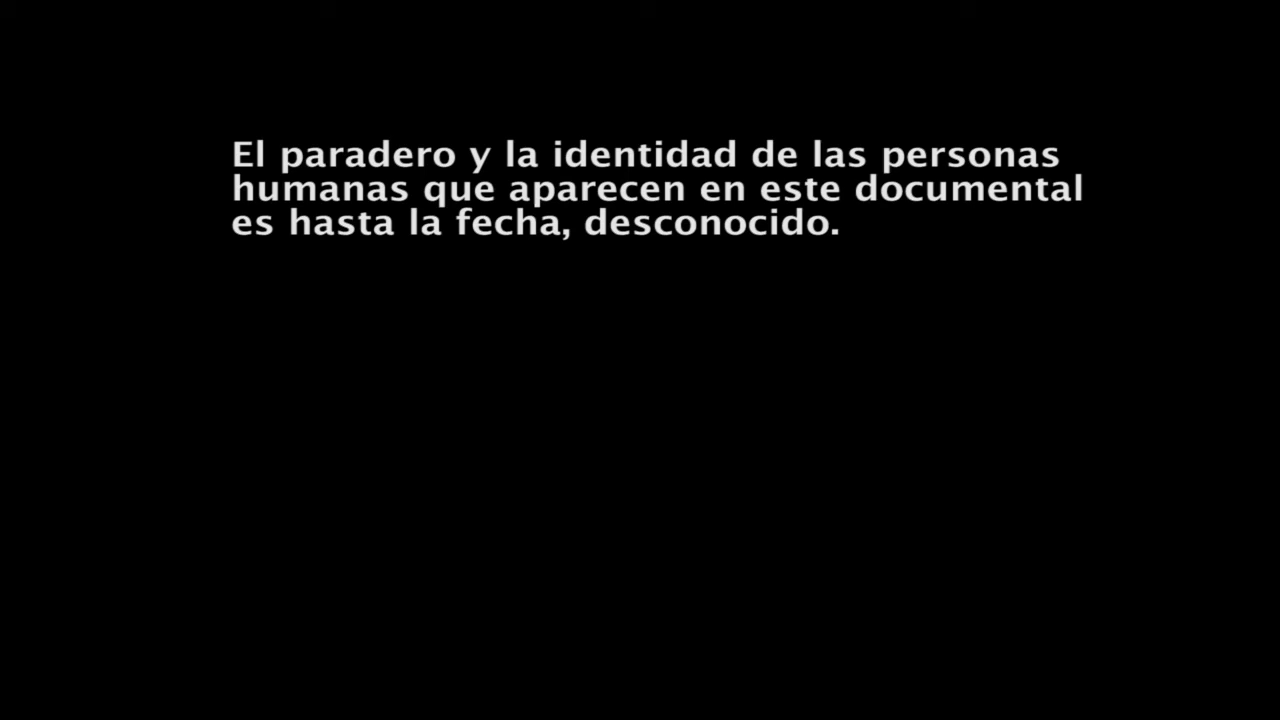 El paradero y la identidad de las personas
humanas que aparecen en este documental
es hasta la fecha, desconocido.